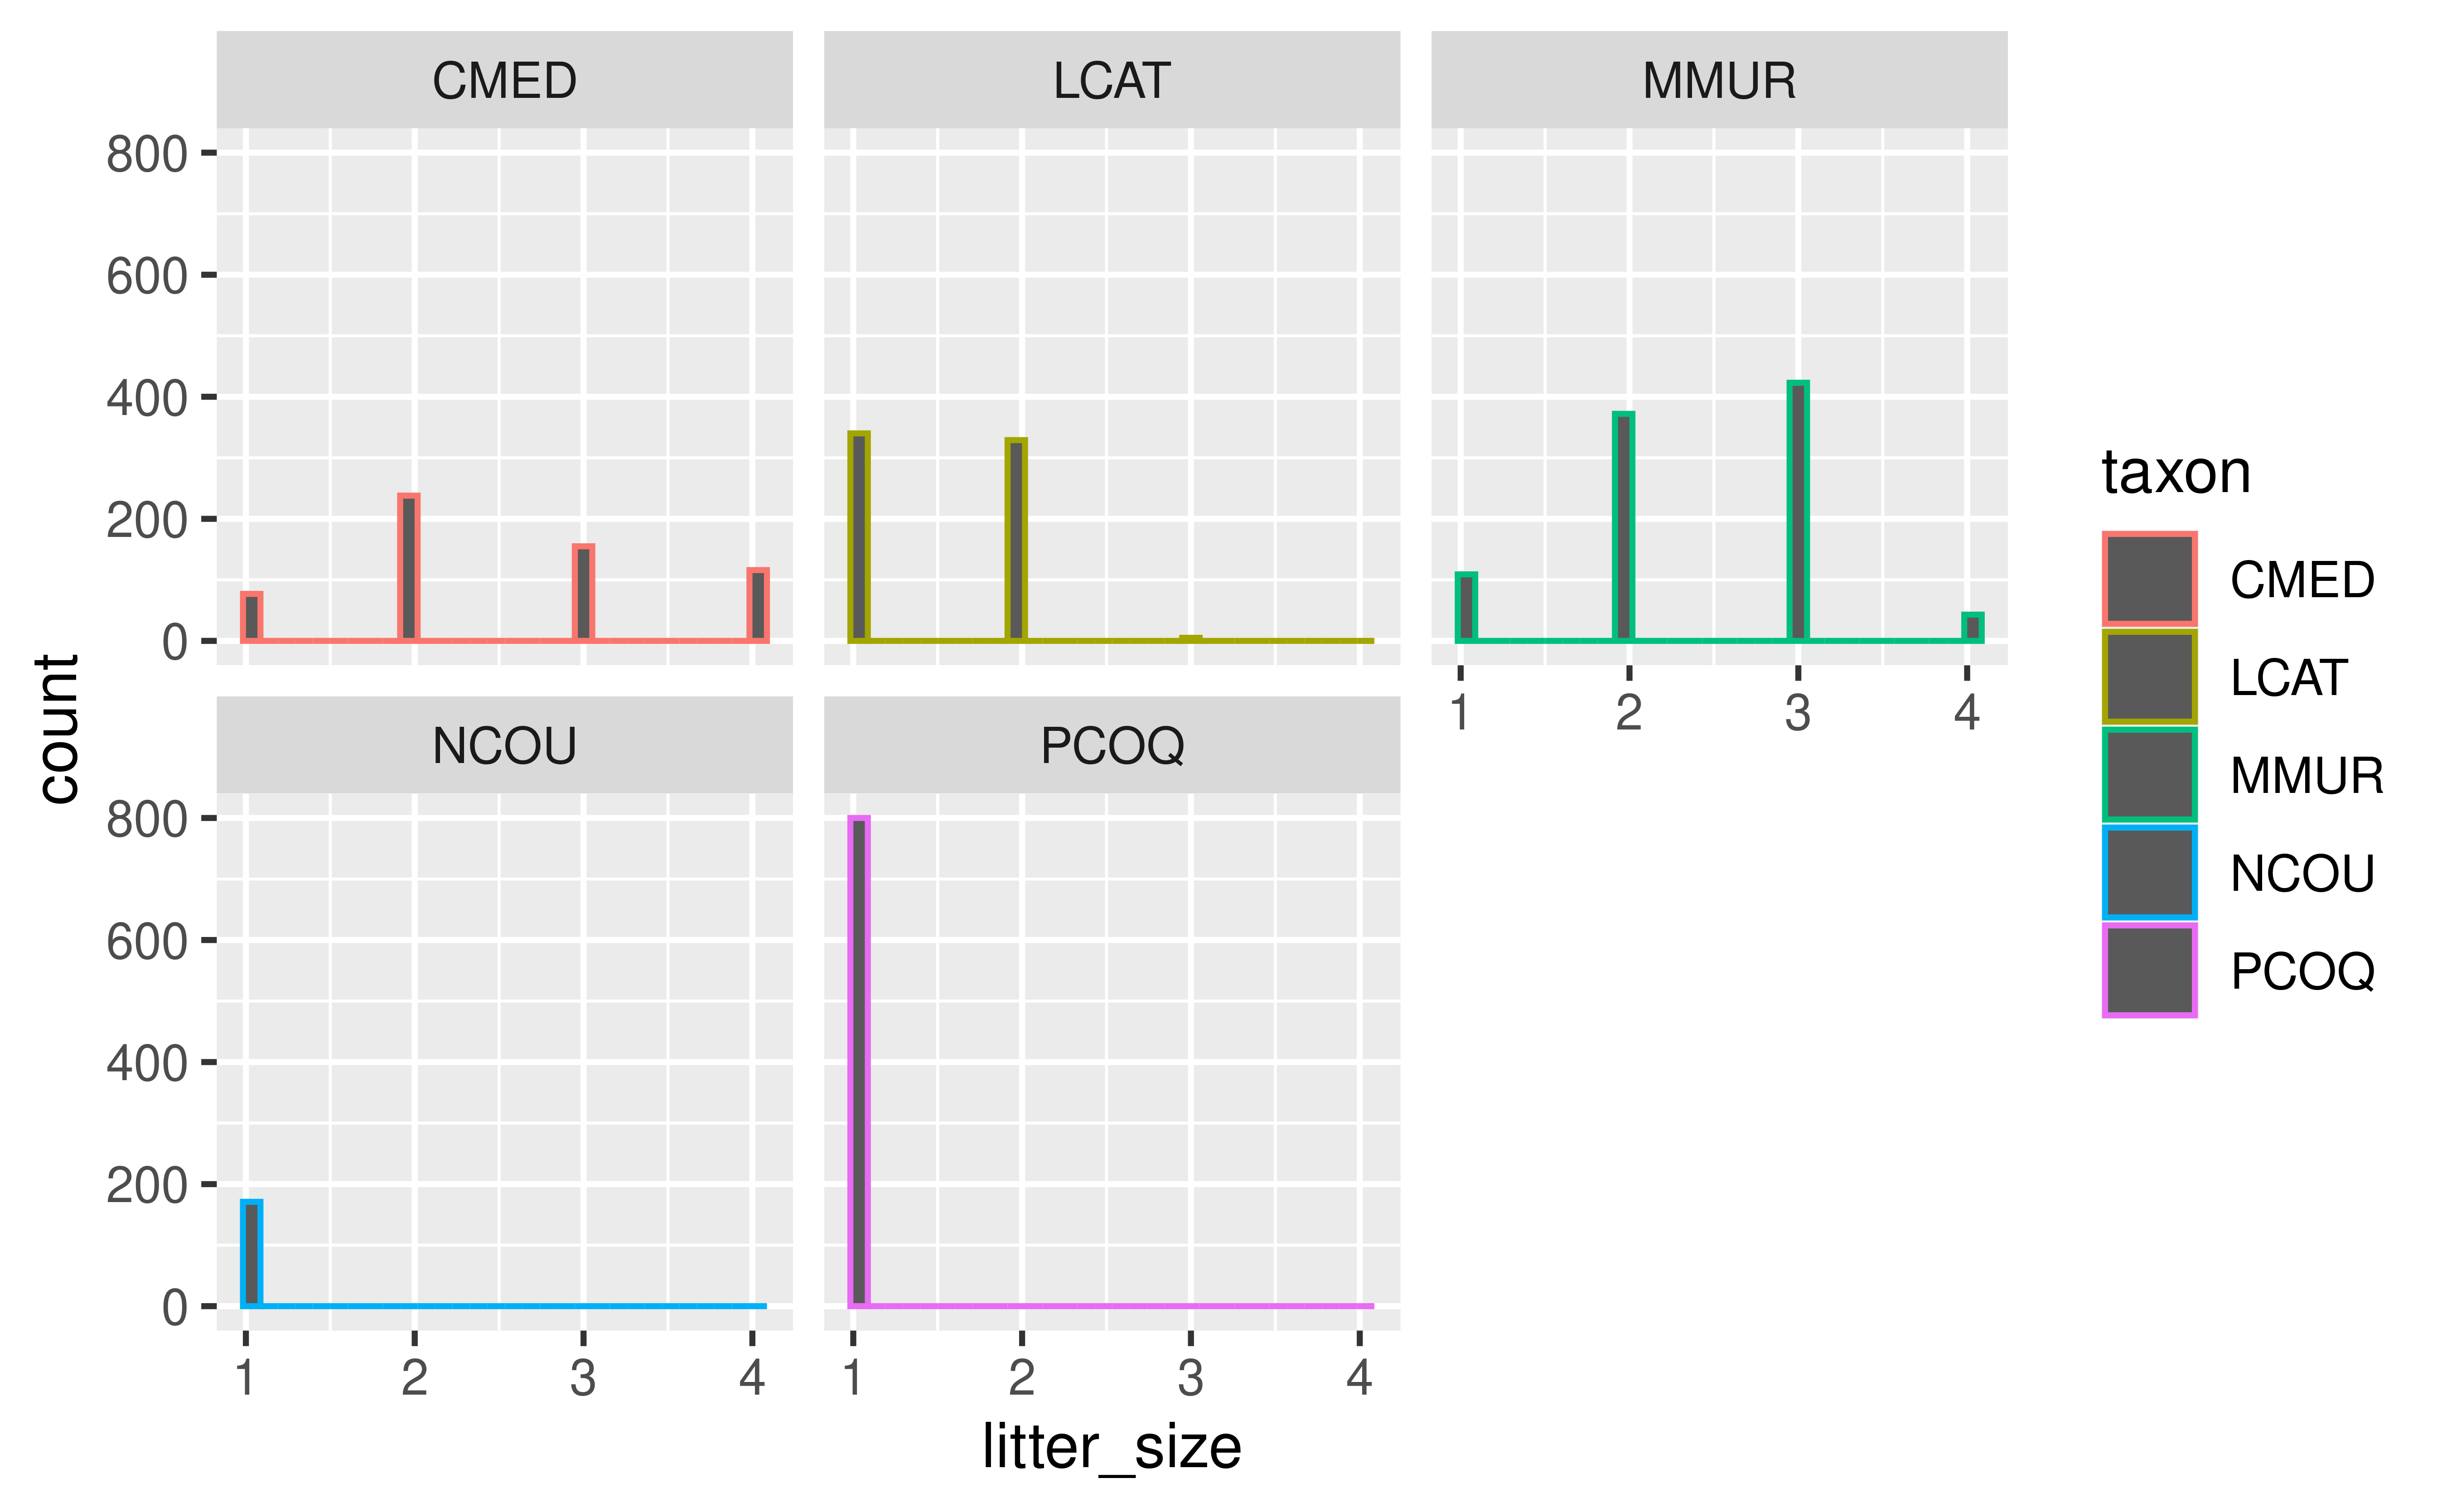 CMED LCAT MMUR
800
600
400
200
0
1 2 3 4
count
NCOU PCOQ
800
600
400
200
0
1 2 3 4 1 2 3 4
litter_size
taxon
CMED
LCAT
MMUR
NCOU
PCOQ